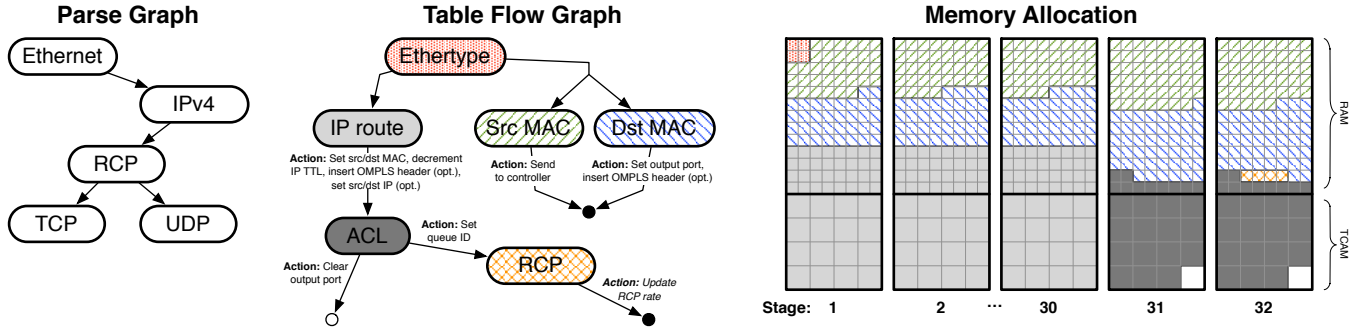 Parse Graph
Ethernet
IPv4
RCP
TCP
UDP
Table Flow Graph
Ethertype
IP route
Action: Set src/dst MAC, decrement
IP TTL, insert OMPLS header (opt.),
set src/dst IP (opt.)
Src MAC
Action: Send
to controller
Dst MAC
Action: Set output port,
insert OMPLS header (opt.)
ACL
Action: Set
queue ID
Action: Clear
output port
RCP
Action: Update
RCP rate
Memory Allocation
RAM
TCAM
Stage: 1 2 ... 30 31 32